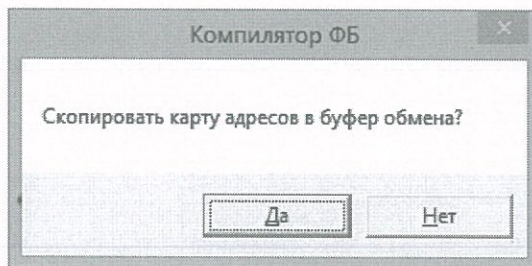 Компилятор ФБ
Скопировать карту адресов в буфер обмена?
Да
Нет